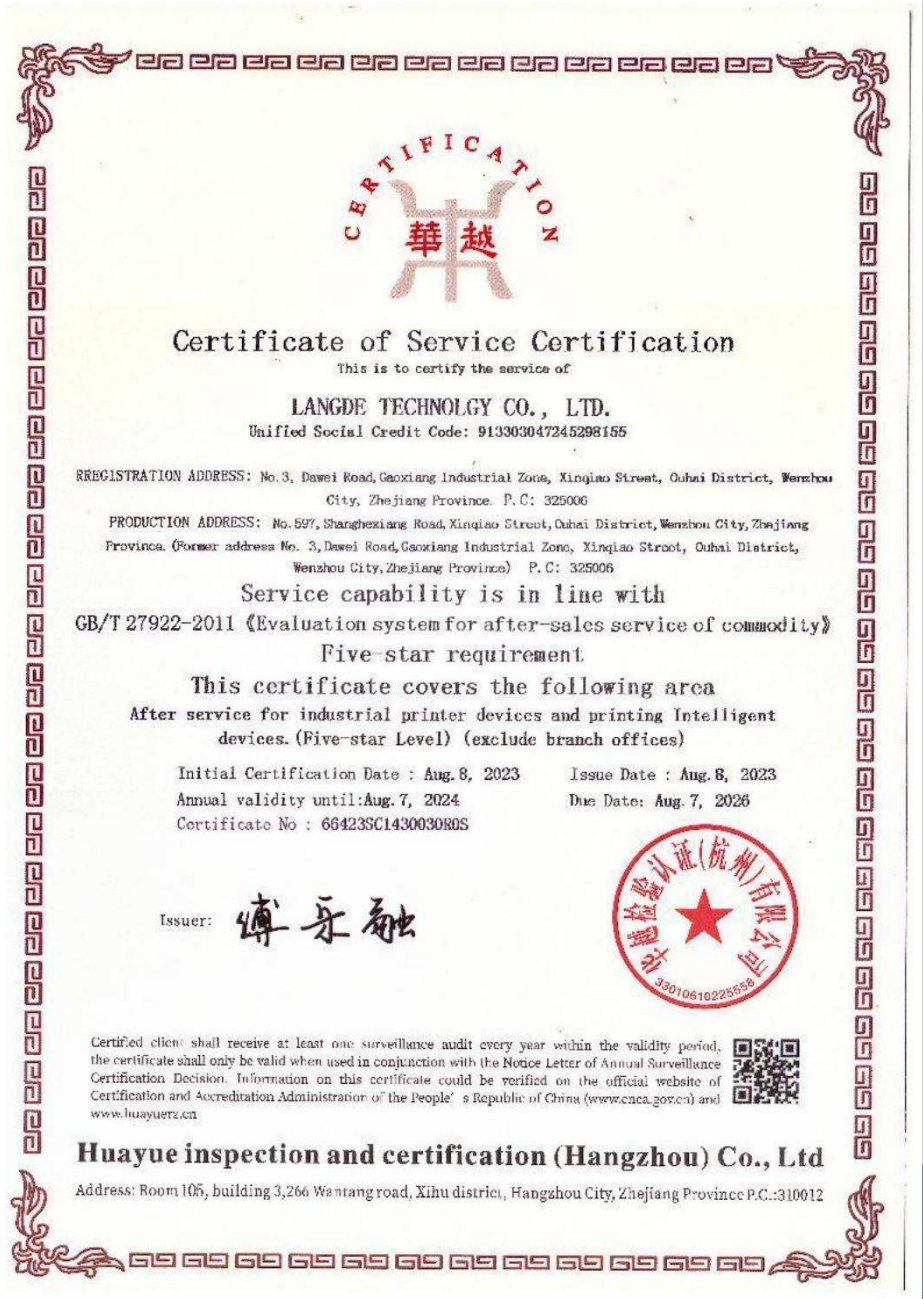 CERTIFICATION
華越
Certificate of Service Certification
This is to certify the service of
LANGDE TECHNOLGY CO., LTD.
Unified Social Credit Code: 913303047245298155
RREGISTRATION ADDRESS: No.3, Dawei Road, Gaoxiang Industrial Zone, Xinqiao Street, Ouhai District, Wenzhou
City, Zhejiang Province. P.C: 325006
PRODUCTION ADDRESS: No.597, Shanghexiang Road, Xinqiao Street, Ouhai District, Wenzhou City, Zhejiang
Province. (Former address No. 3, Dawei Road, Gaoxiang Industrial Zone, Xinqiao Street, Ouhai District,
Wenzhou City, Zhejiang Province) P.C: 325006
Service capability is in line with
GB/T 27922-2011 《Evaluation system for after-sales service of commodity》
Five-star requirement
This certificate covers the following area
After service for industrial printer devices and printing Intelligent
devices. (Five-star Level) (exclude branch offices)
Initial Certification Date : Aug. 8, 2023 Issue Date : Aug. 8, 2023
Annual validity until: Aug. 7, 2024 Due Date: Aug. 7, 2026
Certificate No : 66423SC1430030R0S
Issuer:
华越检验认证(杭州)有限公司
33010610225558
Certified client shall receive at least one surveillance audit every year within the validity period,
the certificate shall only be valid when used in conjunction with the Notice Letter of Annual Surveillance
Certification Decision. Information on this certificate could be verified on the official website of
Certification and Accreditation Administration of the People's Republic of China (www.cnca.gov.cn) and
www.huayuerz.cn
Huayue inspection and certification (Hangzhou) Co., Ltd
Address: Room 105, building 3,266 Wantang road, Xihu district, Hangzhou City, Zhejiang Province P.C.:310012